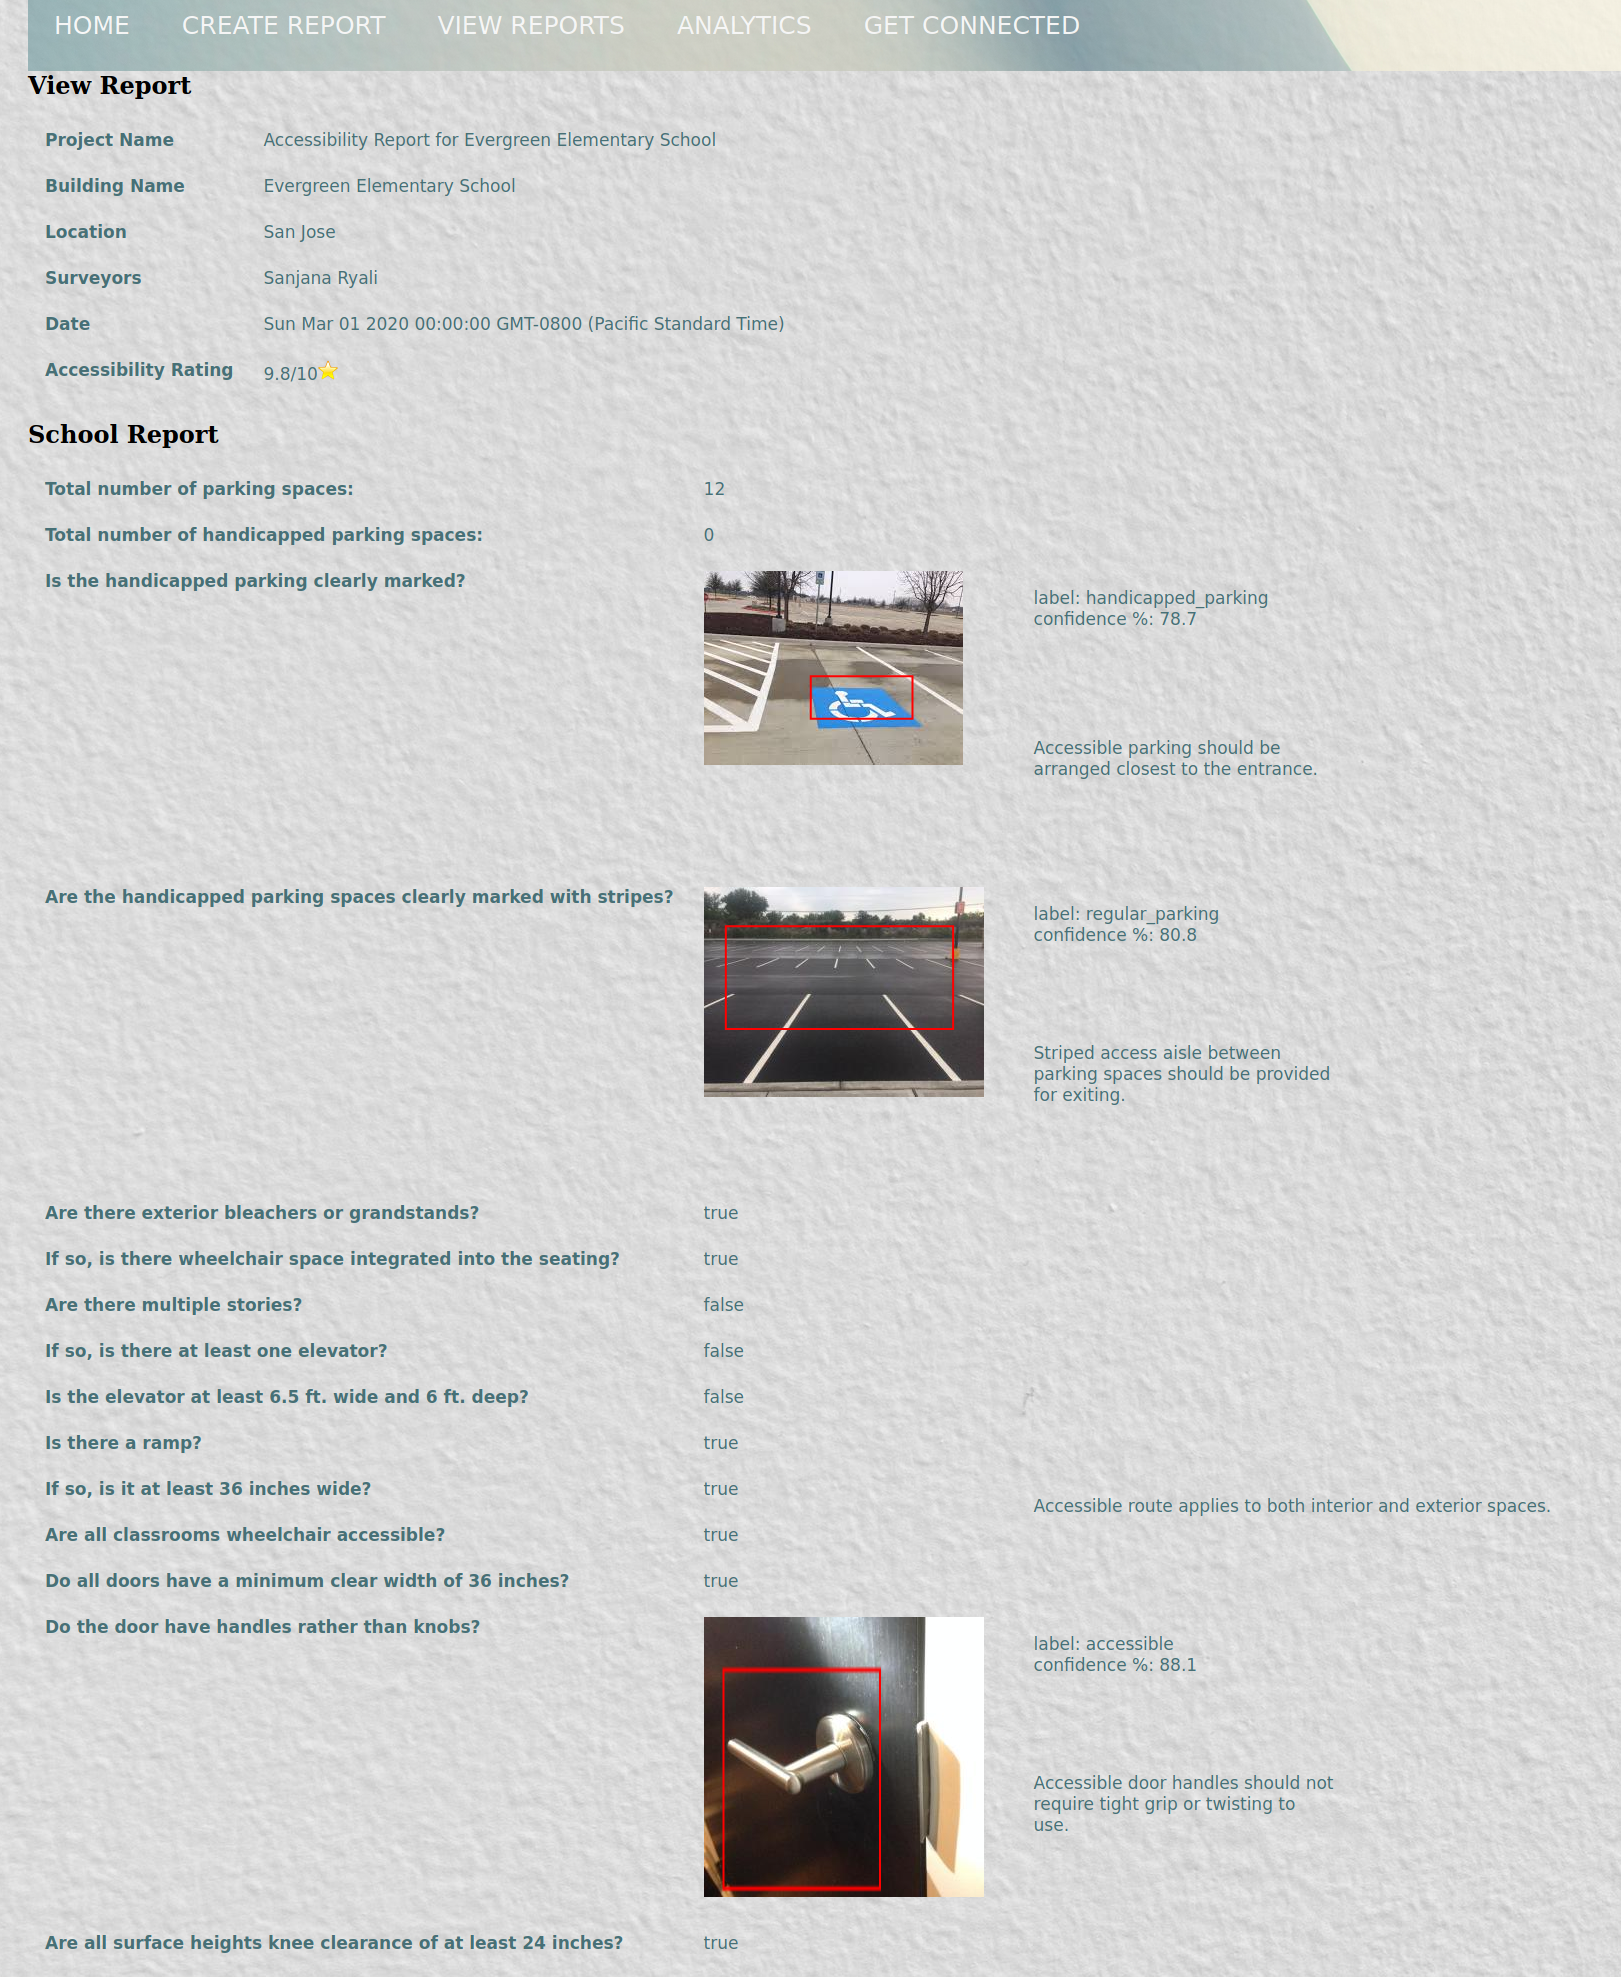 HOME CREATE REPORT VIEW REPORTS ANALYTICS GET CONNECTED
View Report
Project Name Accessibility Report for Evergreen Elementary School
Building Name Evergreen Elementary School
Location San Jose
Surveyors Sanjana Ryali
Date Sun Mar 01 2020 00:00:00 GMT-0800 (Pacific Standard Time)
Accessibility Rating 9.8/10⭐
School Report
Total number of parking spaces: 12
Total number of handicapped parking spaces: 0
Is the handicapped parking clearly marked?
label: handicapped_parking
confidence %: 78.7
Accessible parking should be
arranged closest to the entrance.
Are the handicapped parking spaces clearly marked with stripes?
label: regular_parking
confidence %: 80.8
Striped access aisle between
parking spaces should be provided
for exiting.
Are there exterior bleachers or grandstands? true
If so, is there wheelchair space integrated into the seating? true
Are there multiple stories? false
If so, is there at least one elevator? false
Is the elevator at least 6.5 ft. wide and 6 ft. deep? false
Is there a ramp? true
If so, is it at least 36 inches wide? true
Accessible route applies to both interior and exterior spaces.
Are all classrooms wheelchair accessible? true
Do all doors have a minimum clear width of 36 inches? true
Do the door have handles rather than knobs?
label: accessible
confidence %: 88.1
Accessible door handles should not
require tight grip or twisting to
use.
Are all surface heights knee clearance of at least 24 inches? true